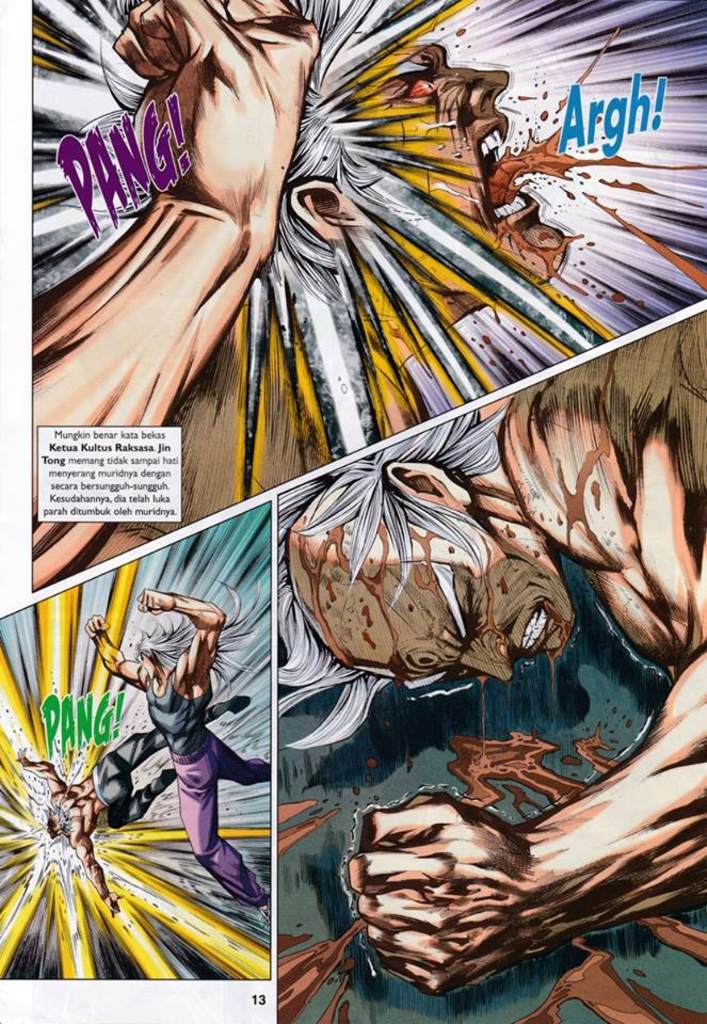 PANG!
Argh!
Mungkin benar kata bekas
Ketua Kultus Raksasa. Jin
Tong memang tidak sampai hati
menyerang muridnya dengan
secara bersungguh-sungguh.
Kesudahannya, dia telah luka
parah ditumbuk oleh muridnya.
PANG!
13